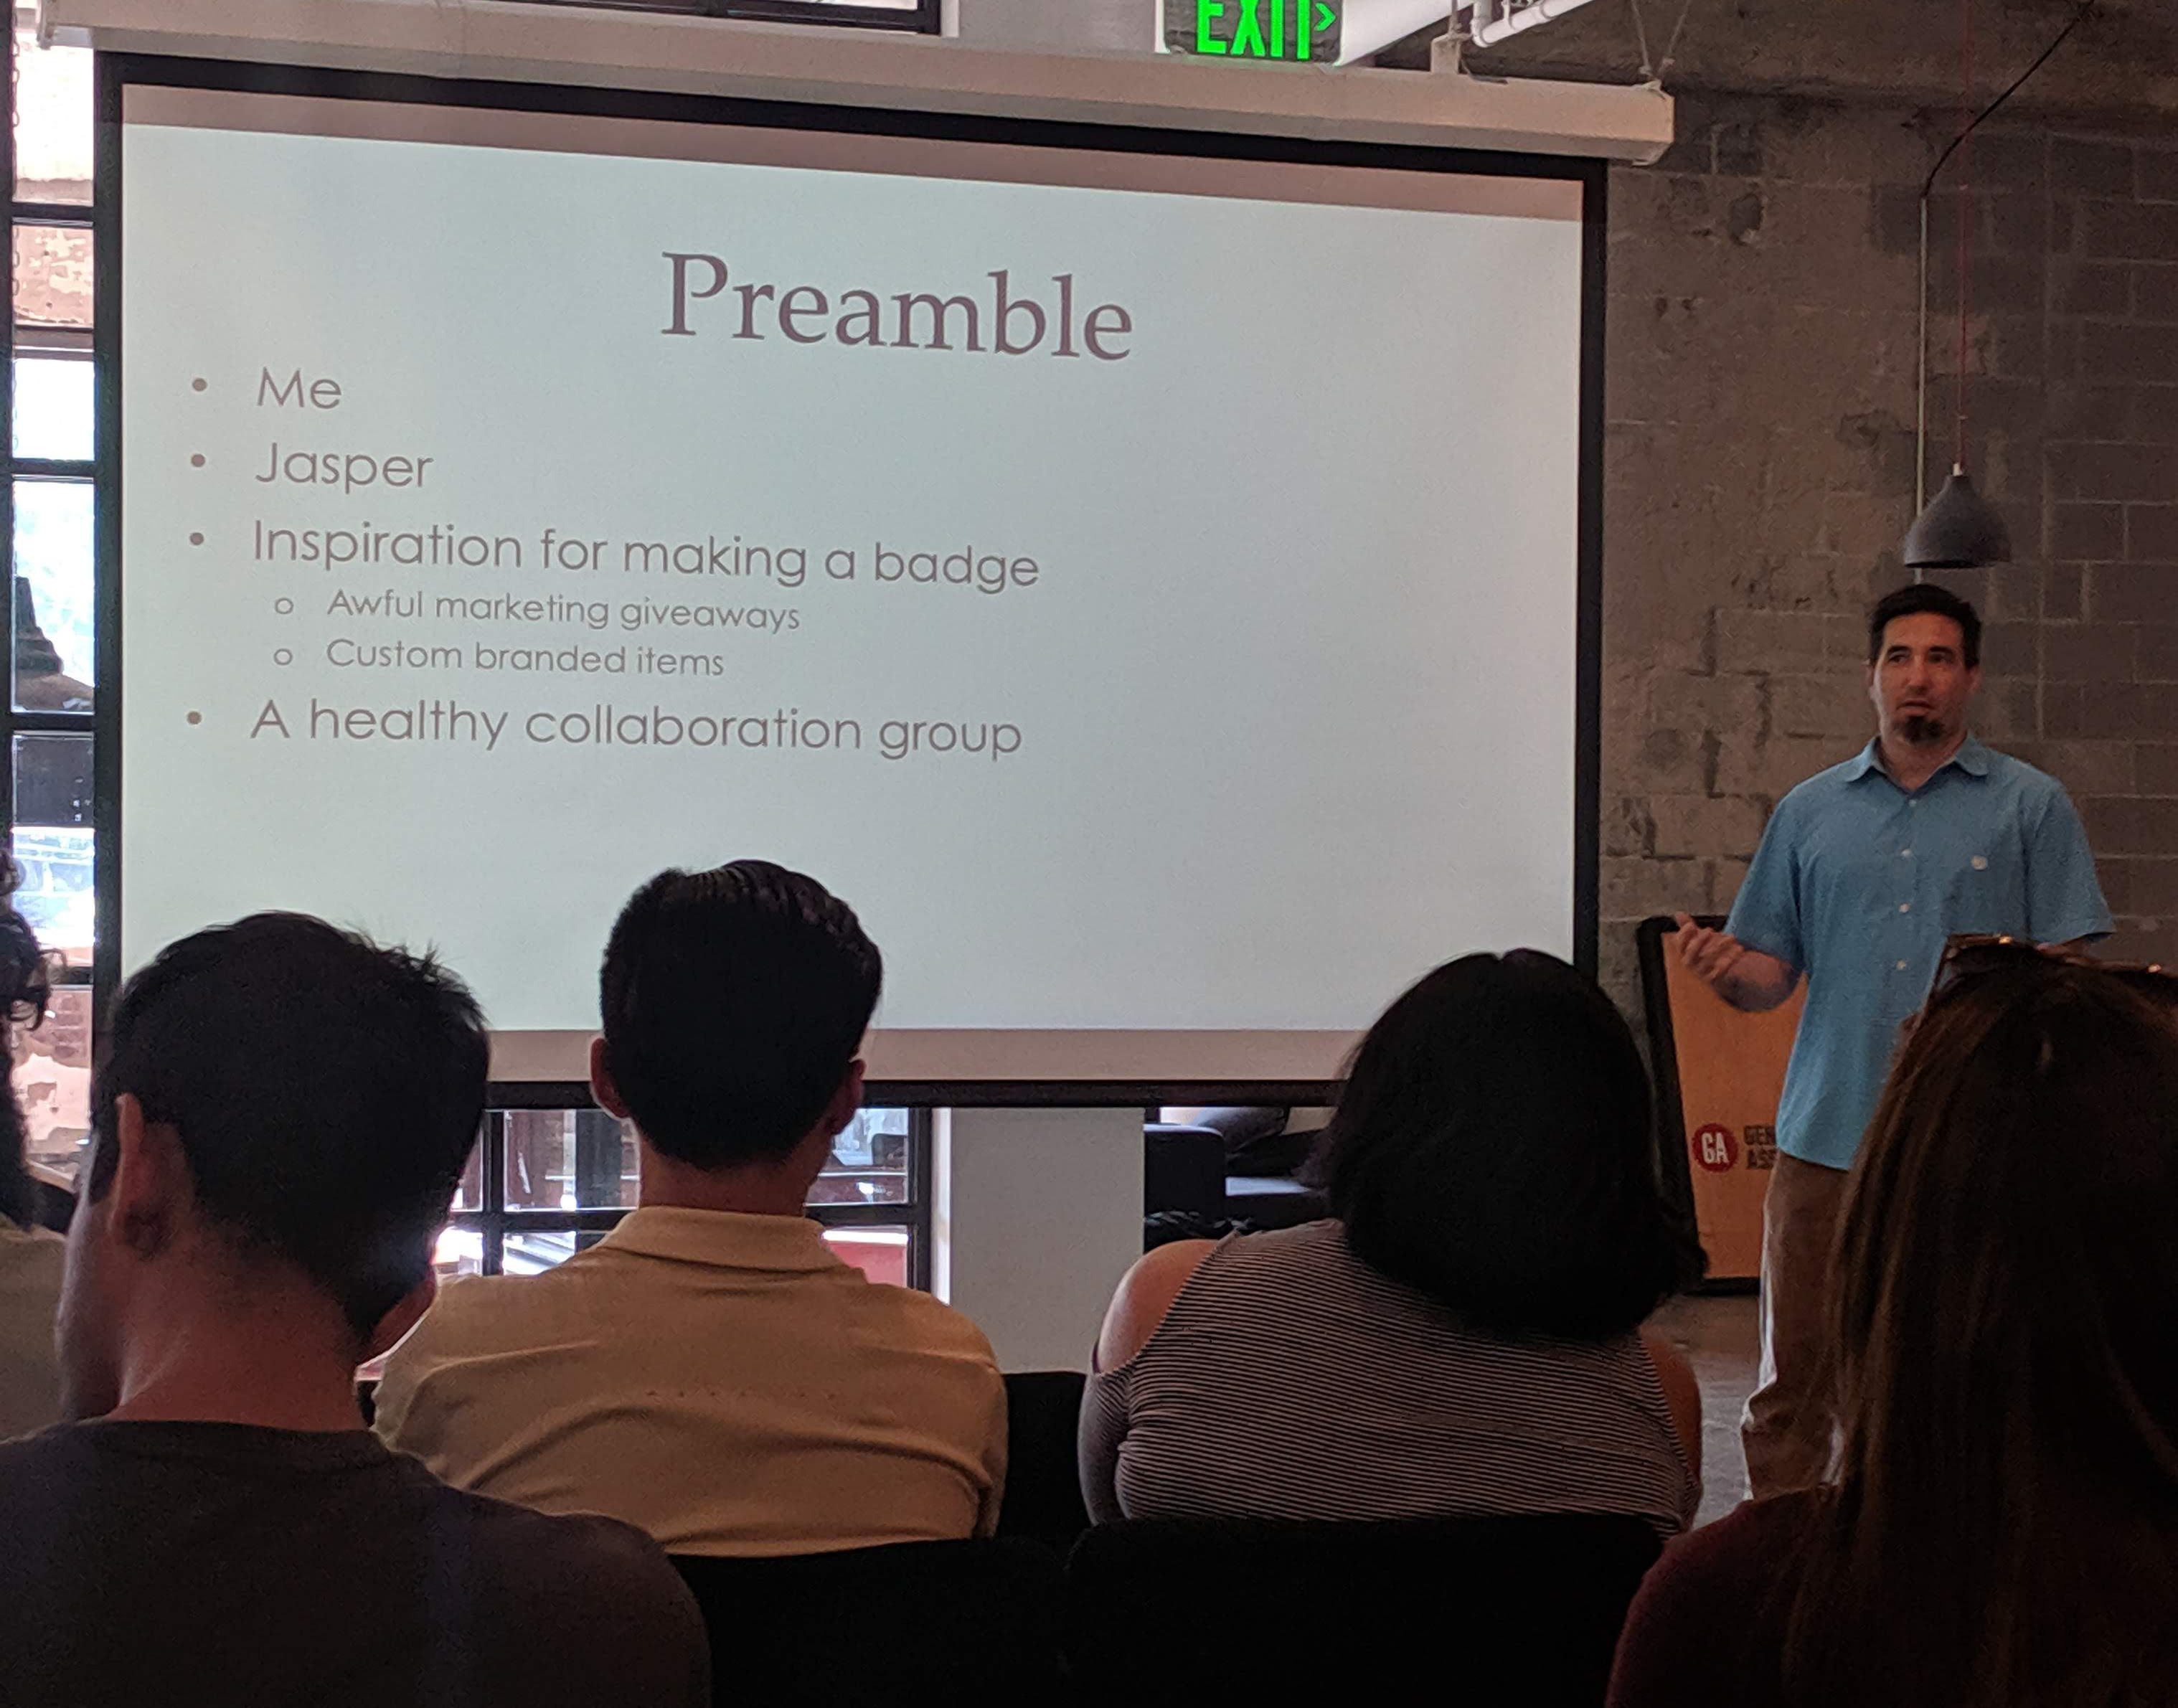 EXIT
Preamble
• Me
• Jasper
• Inspiration for making a badge
o Awful marketing giveaways
o Custom branded items
• A healthy collaboration group
GA